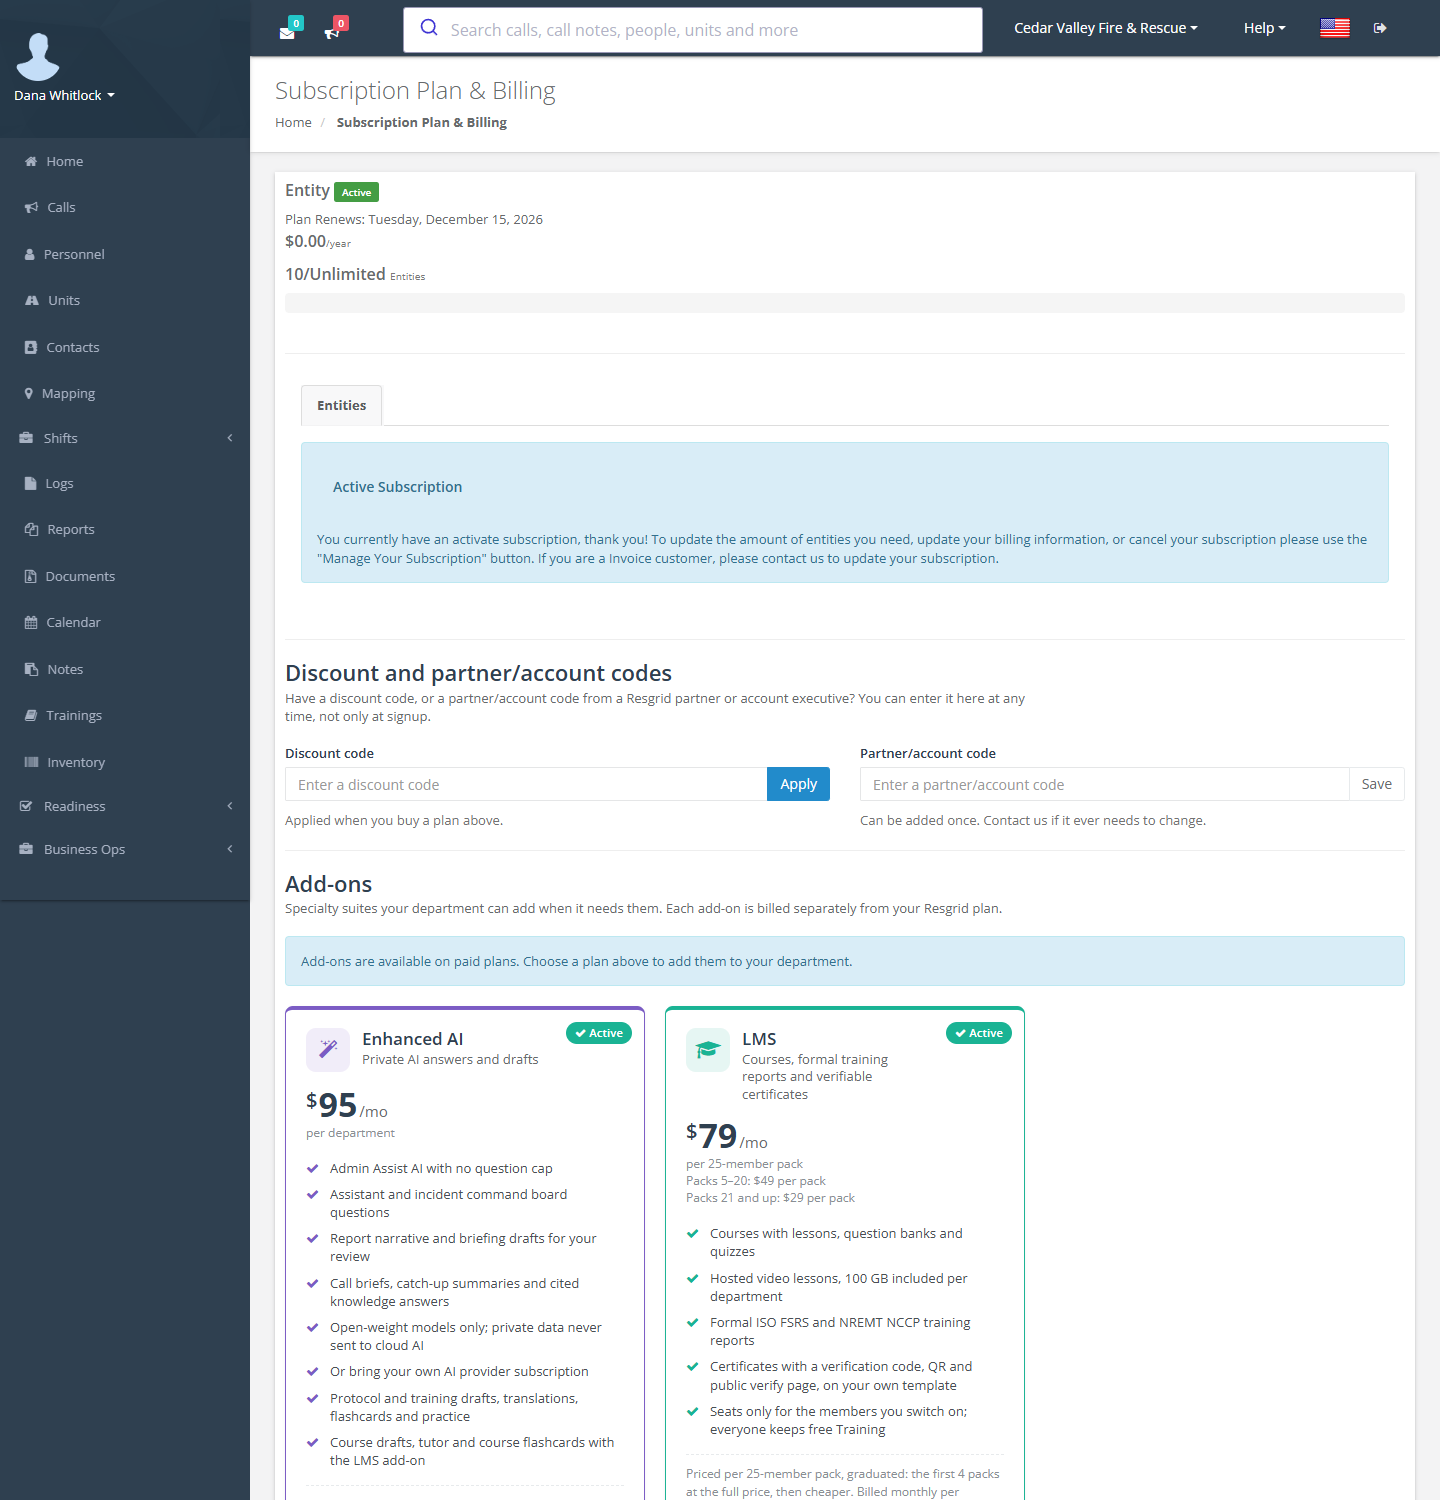 Dana Whitlock
Home
Calls
Personnel
Units
Contacts
Mapping
Shifts
Logs
Reports
Documents
Calendar
Notes
Trainings
Inventory
Readiness
Business Ops
0
0
Search calls, call notes, people, units and more
Cedar Valley Fire & Rescue
Help
Subscription Plan & Billing
Home / Subscription Plan & Billing
Entity Active
Plan Renews: Tuesday, December 15, 2026
$0.00/year
10/Unlimited Entities
Entities
Active Subscription
You currently have an activate subscription, thank you! To update the amount of entities you need, update your billing information, or cancel your subscription please use the
"Manage Your Subscription" button. If you are a invoice customer, please contact us to update your subscription.
Discount and partner/account codes
Have a discount code, or a partner/account code from a Resgrid partner or account executive? You can enter it here at any
time, not only at signup.
Discount code
Enter a discount code
Apply
Applied when you buy a plan above.
Partner/account code
Enter a partner/account code
Save
Can be added once. Contact us if it ever needs to change.
Add-ons
Specialty suites your department can add when it needs them. Each add-on is billed separately from your Resgrid plan.
Add-ons are available on paid plans. Choose a plan above to add them to your department.
Enhanced AI
Active
Private AI answers and drafts
$95/mo
per department
Admin Assist AI with no question cap
Assistant and incident command board
questions
Report narrative and briefing drafts for your
review
Call briefs, catch-up summaries and cited
knowledge answers
Open-weight models only; private data never
sent to cloud AI
Or bring your own AI provider subscription
Protocol and training drafts, translations,
flashcards and practice
Course drafts, tutor and course flashcards with
the LMS add-on
LMS
Active
Courses, formal training
reports and verifiable
certificates
$79/mo
per 25-member pack
Packs 5–20: $49 per pack
Packs 21 and up: $29 per pack
Courses with lessons, question banks and
quizzes
Hosted video lessons, 100 GB included per
department
Formal ISO FSRS and NREMT NCCP training
reports
Certificates with a verification code, QR and
public verify page, on your own template
Seats only for the members you switch on;
everyone keeps free Training
Priced per 25-member pack, graduated: the first 4 packs
at the full price, then cheaper. Billed monthly per